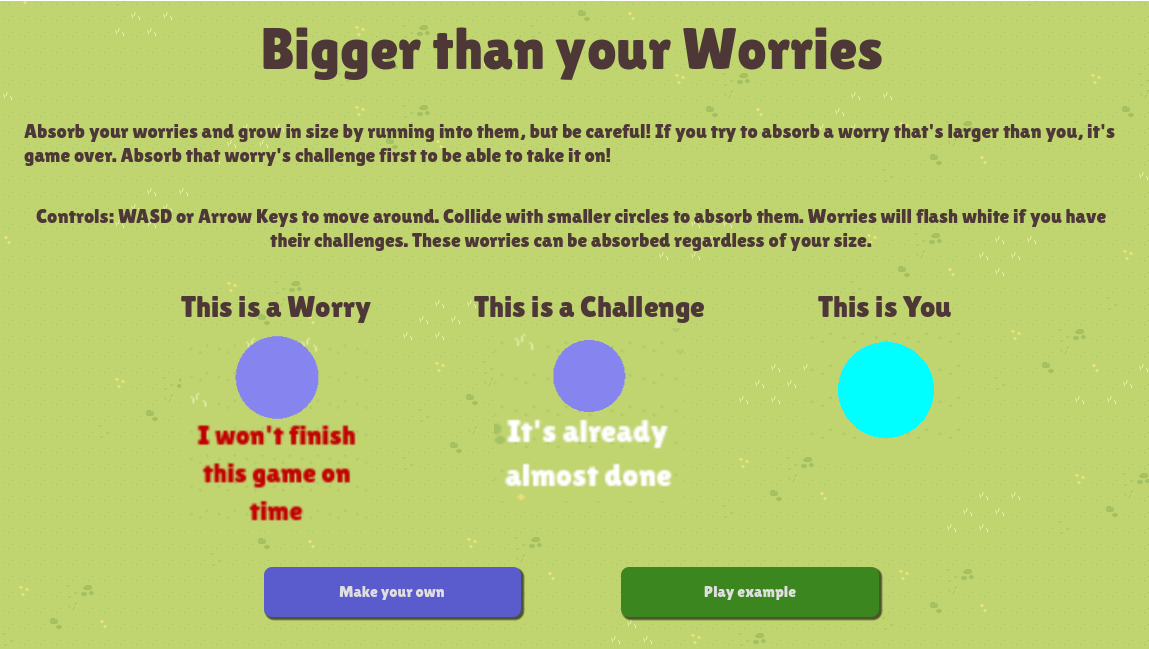 Bigger than your Worries
Absorb your worries and grow in size by running into them, but be careful! If you try to absorb a worry that's larger than you, it's
game over. Absorb that worry's challenge first to be able to take it on!
Controls: WASD or Arrow Keys to move around. Collide with smaller circles to absorb them. Worries will flash white if you have
their challenges. These worries can be absorbed regardless of your size.
This is a Worry
I won't finish
this game on
time
This is a Challenge
It's already
almost done
This is You
Make your own
Play example